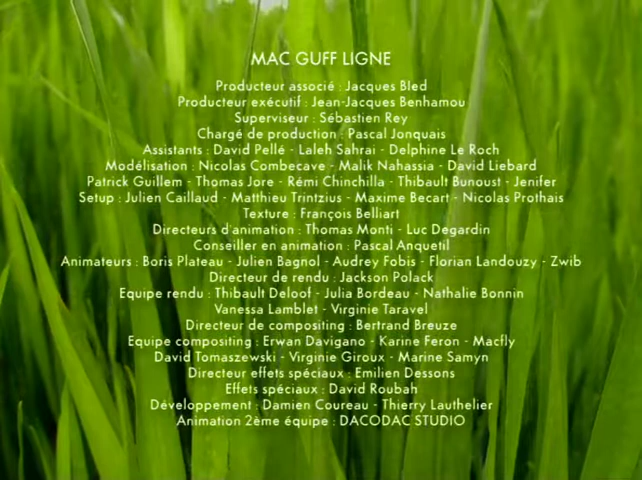 MAC GUFF LIGNE
Producteur associé : Jacques Bled
Producteur exécutif : Jean-Jacques Benhamou
Superviseur : Sébastien Rey
Chargé de production : Pascal Jonquais
Assistants : David Pellé - Laleh Sahrai - Delphine Le Roch
Modélisation : Nicolas Combecave - Malik Nahassia - David Liebard
Patrick Guillem - Thomas Jore - Rémi Chinchilla - Thibault Bunoust - Jenifer
Setup : Julien Caillaud - Matthieu Trintzius - Maxime Becart - Nicolas Prothais
Texture : François Belliart
Directeurs d'animation : Thomas Monti - Luc Degardin
Conseiller en animation : Pascal Anquetil
Animateurs : Boris Plateau - Julien Bagnol - Audrey Fobis - Florian Landouzy - Zwib
Directeur de rendu : Jackson Polack
Equipe rendu : Thibault Deloof - Julia Bordeau - Nathalie Bonnin
Vanessa Lamblet - Virginie Taravel
Directeur de compositing : Bertrand Breuze
Equipe compositing : Erwan Davigano - Karine Feron - Macfly
David Tomaszewski - Virginie Giroux - Marine Samyn
Directeur effets spéciaux : Emilien Dessons
Effets spéciaux : David Roubah
Développement : Damien Coureau - Thierry Lauthelier
Animation 2ème équipe : DACODAC STUDIO